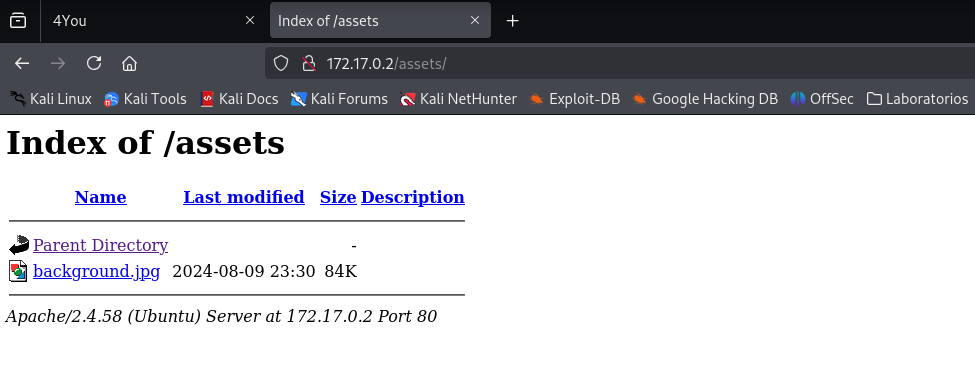 4You
Index of /assets
172.17.0.2/assets/
Kali Linux Kali Tools Kali Docs Kali Forums Kali NetHunter Exploit-DB Google Hacking DB OffSec Laboratorios
Index of /assets
Name Last modified Size Description
Parent Directory -
background.jpg 2024-08-09 23:30 84K
Apache/2.4.58 (Ubuntu) Server at 172.17.0.2 Port 80